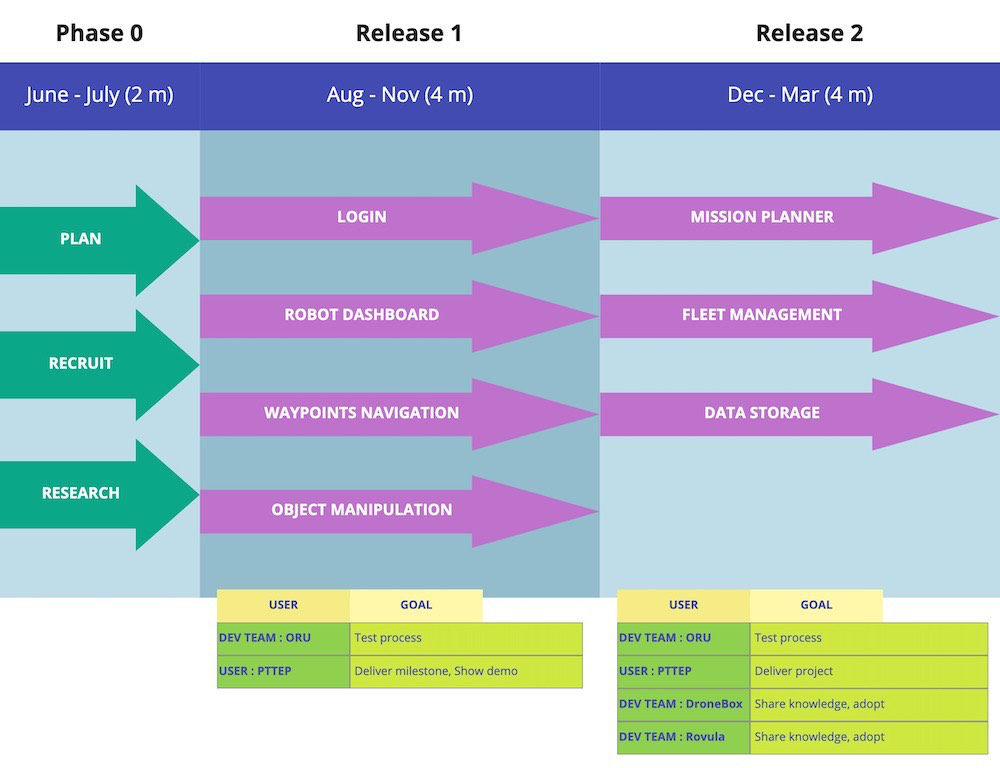 Phase 0
Release 1
Release 2
June - July (2 m)
Aug - Nov (4 m)
Dec - Mar (4 m)
PLAN
RECRUIT
RESEARCH
LOGIN
ROBOT DASHBOARD
WAYPOINTS NAVIGATION
OBJECT MANIPULATION
MISSION PLANNER
FLEET MANAGEMENT
DATA STORAGE
USER GOAL
DEV TEAM : ORU Test process
USER : PTTEP Deliver milestone, Show demo
USER GOAL
DEV TEAM : ORU Test process
USER : PTTEP Deliver project
DEV TEAM : DroneBox Share knowledge, adopt
DEV TEAM : Rovula Share knowledge, adopt